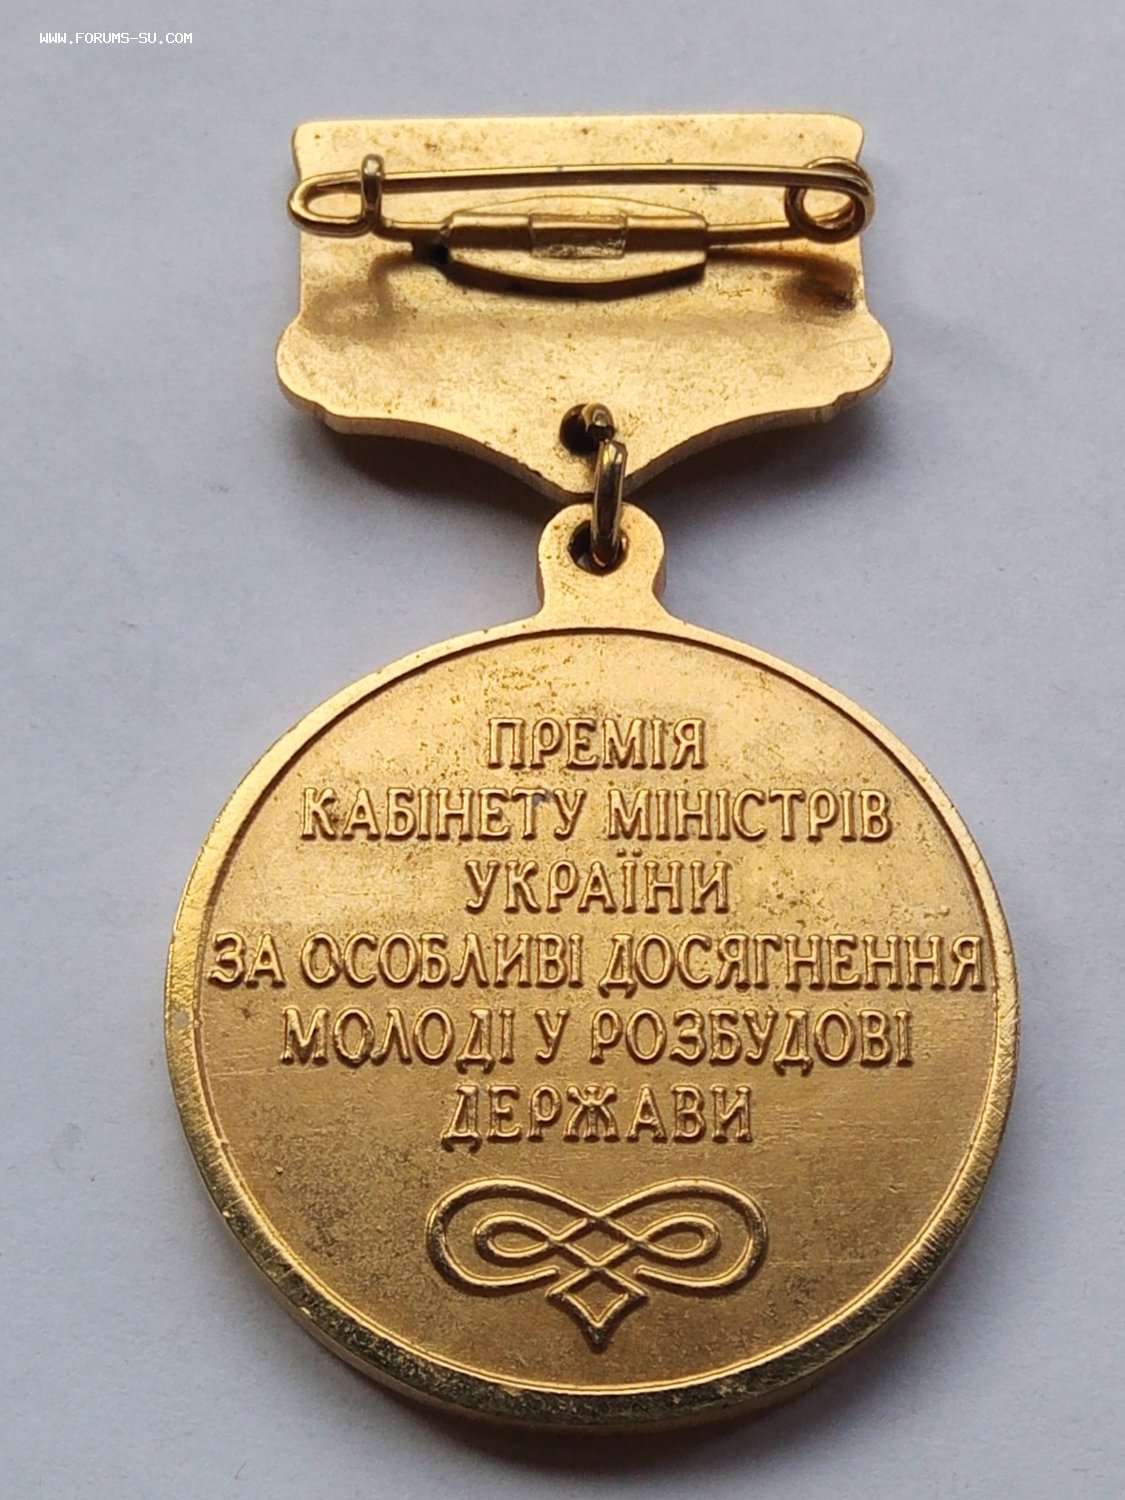 WWW.FORUMS-SU.COM
ПРЕМІЯ
КАБІНЕТУ МІНІСТРІВ
УКРАЇНИ
ЗА ОСОБЛИВІ ДОСЯГНЕННЯ
МОЛОДІ У РОЗБУДОВІ
ДЕРЖАВИ